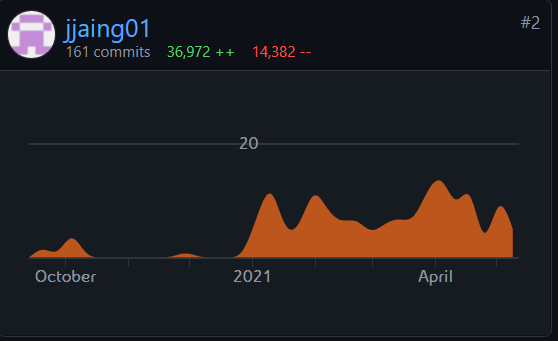 jjaing01
#2
161 commits 36,972 ++ 14,382 --
20
October 2021 April